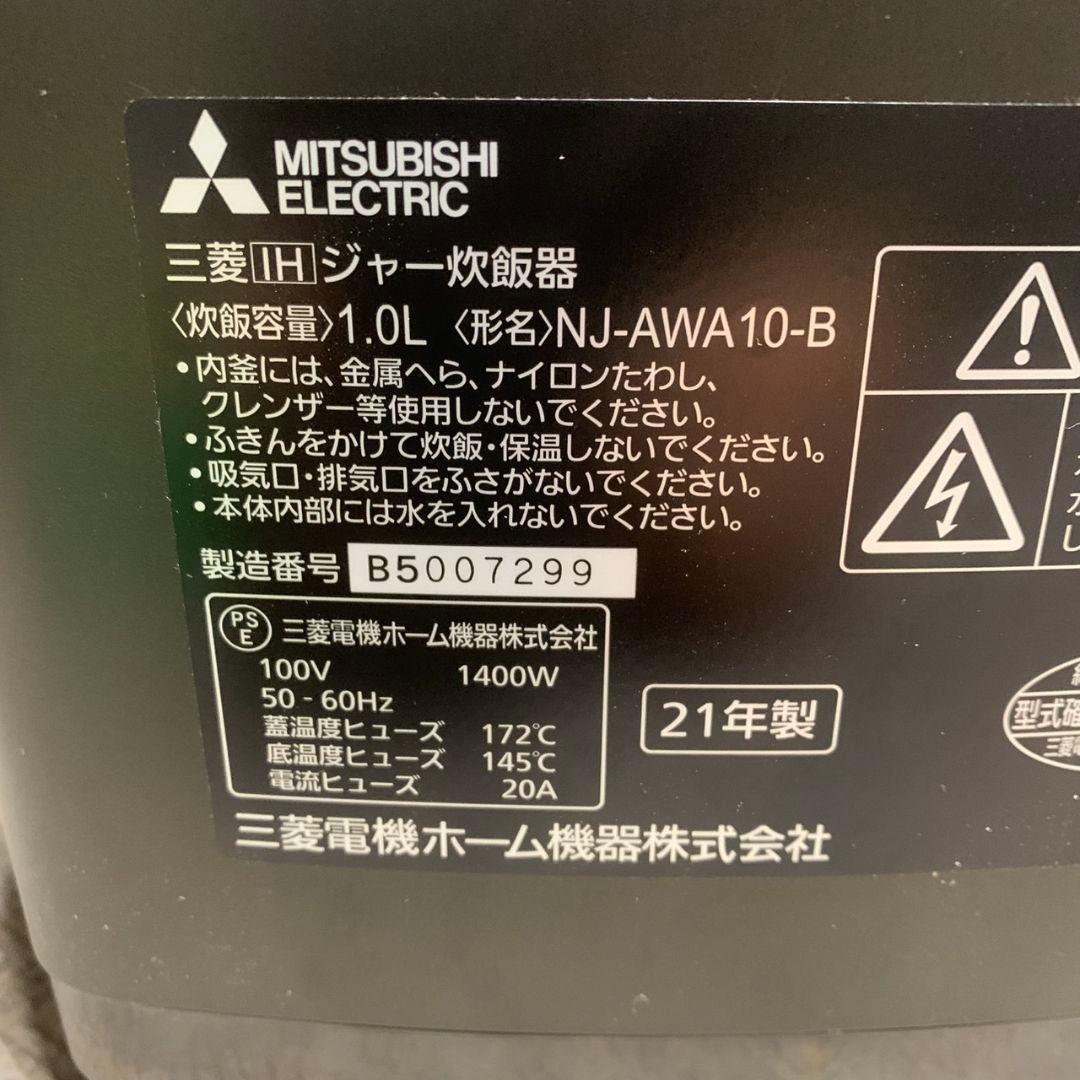 MITSUBISHI
ELECTRIC
三菱IHジャー炊飯器
〈炊飯容量〉1.0L 〈形名〉NJ-AWA10-B
•内釜には、金属へら、ナイロンたわし、
クレンザー等使用しないでください。
•ふきんをかけて炊飯・保温しないでください。
•吸気口・排気口をふさがないでください。
•本体内部には水を入れないでください。
製造番号 B5007299
PSE 三菱電機ホーム機器株式会社
100V 1400W
50-60Hz
蓋温度ヒューズ 172℃
底温度ヒューズ 145℃
電流ヒューズ 20A
21年製
三菱電機ホーム機器株式会社
水
し
型式確
三菱電